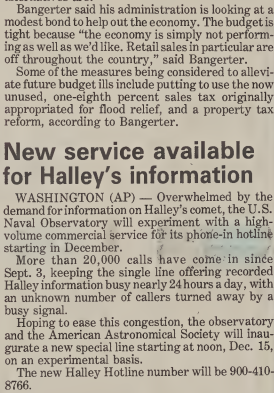 Bangerter said his administration is looking at a
modest bond to help out the economy. The budget is
tight because “the economy is simply not perform-
ing as well as we’d like. Retail sales in particular are
off throughout the country,” said Bangerter.
Some of the measures being considered to allevi-
ate future budget ills include putting to use the now
unused, one-eighth percent sales tax originally
appropriated for flood relief, and a property tax
reform, according to Bangerter.
New service available
for Halley’s information
WASHINGTON (AP) — Overwhelmed by the
demand for information on Halley’s comet, the U.S.
Naval Observatory will experiment with a high-
volume commercial service for its phone-in hotline
starting in December.
More than 20,000 calls have come in since
Sept. 3, keeping the single line offering recorded
Halley information busy nearly 24 hours a day, with
an unknown number of callers turned away by a
busy signal.
Hoping to ease this congestion, the observatory
and the American Astronomical Society will inau-
gurate a new special line starting at noon, Dec. 15,
on an experimental basis.
The new Halley Hotline number will be 900-410-
8766.